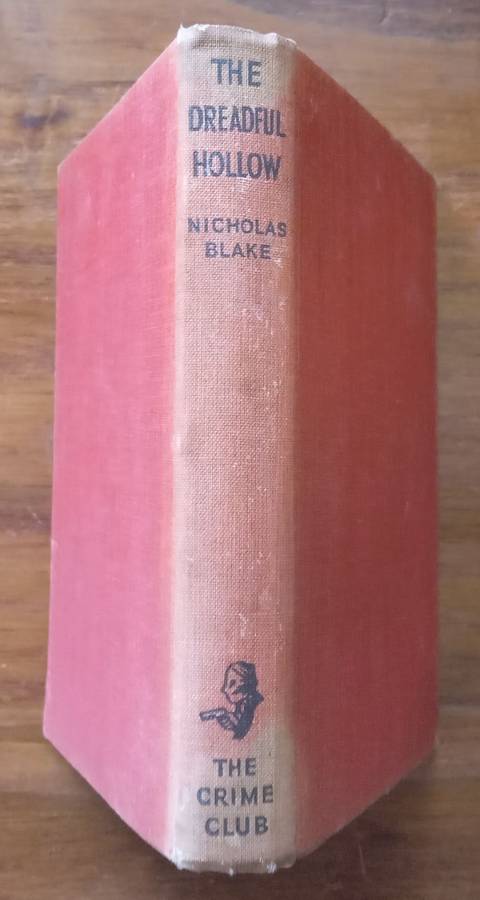 THE
DREADFUL
HOLLOW
NICHOLAS
BLAKE
THE
CRIME
CLUB